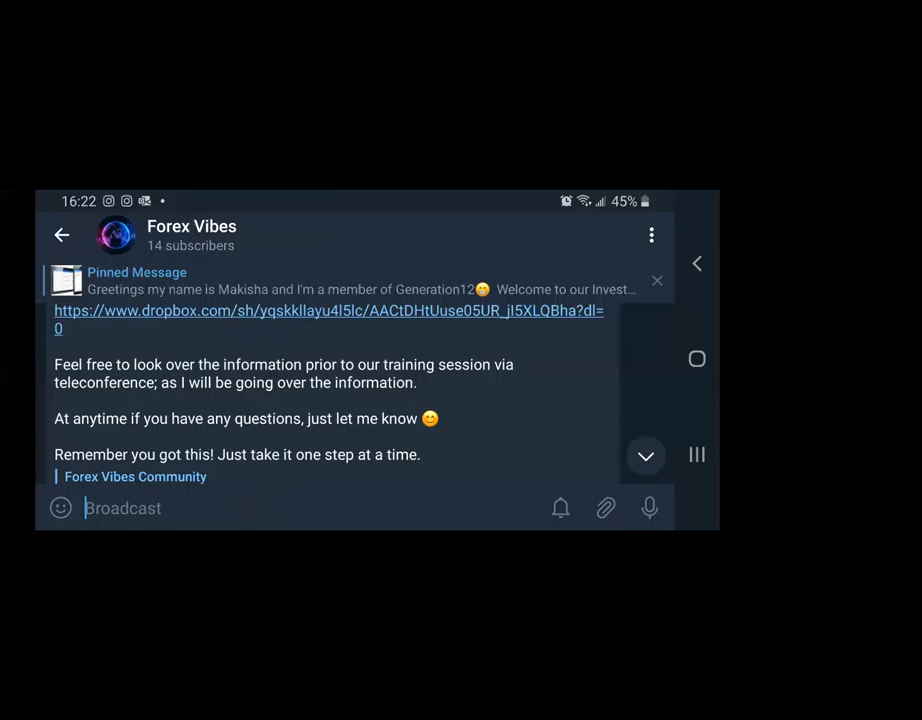 16:22
45%
Forex Vibes
14 subscribers
Pinned Message
Greetings my name is Makisha and I'm a member of Generation12😁 Welcome to our Invest...
https://www.dropbox.com/sh/yqskkllayu4l5lc/AACtDHtUuse05UR_jI5XLQBha?dl=
0
Feel free to look over the information prior to our training session via
teleconference; as I will be going over the information.
At anytime if you have any questions, just let me know 😊
Remember you got this! Just take it one step at a time.
Forex Vibes Community
Broadcast